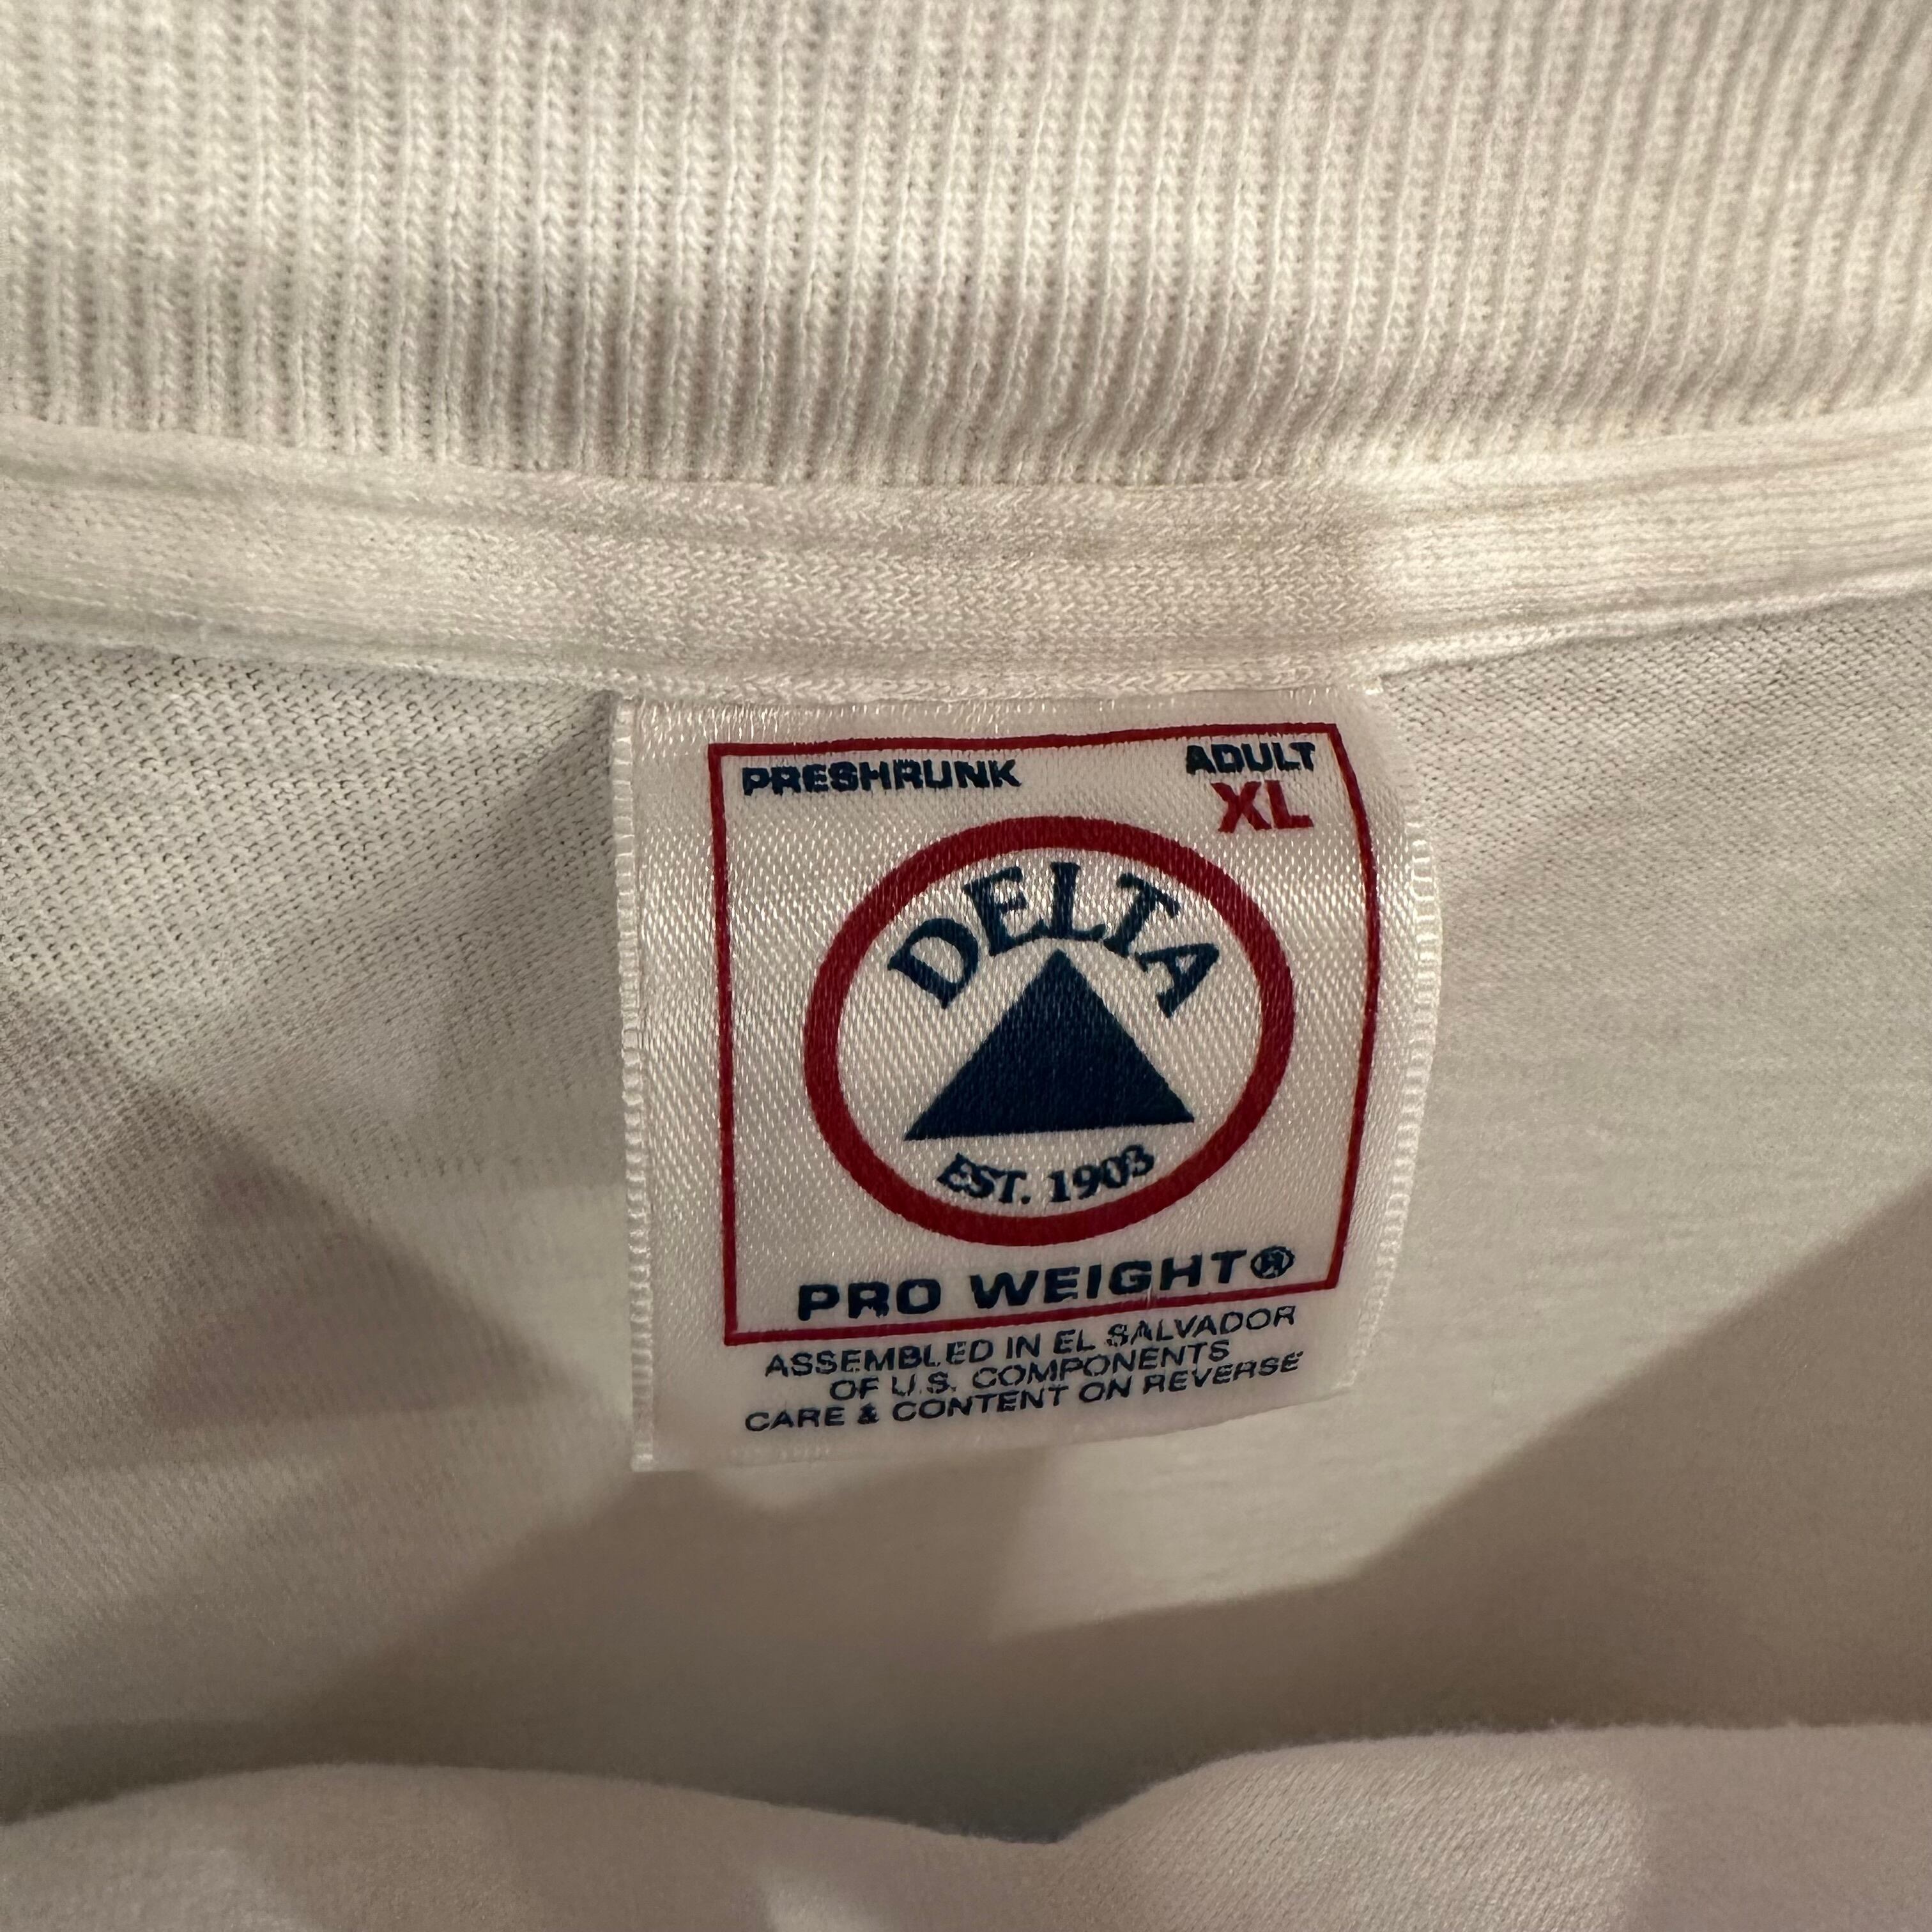 PRESHRUNK
ADULT
XL
DELTA
EST. 1903
PRO WEIGHT®
ASSEMBLED IN EL SALVADOR
OF U.S. COMPONENTS
CARE & CONTENT ON REVERSE